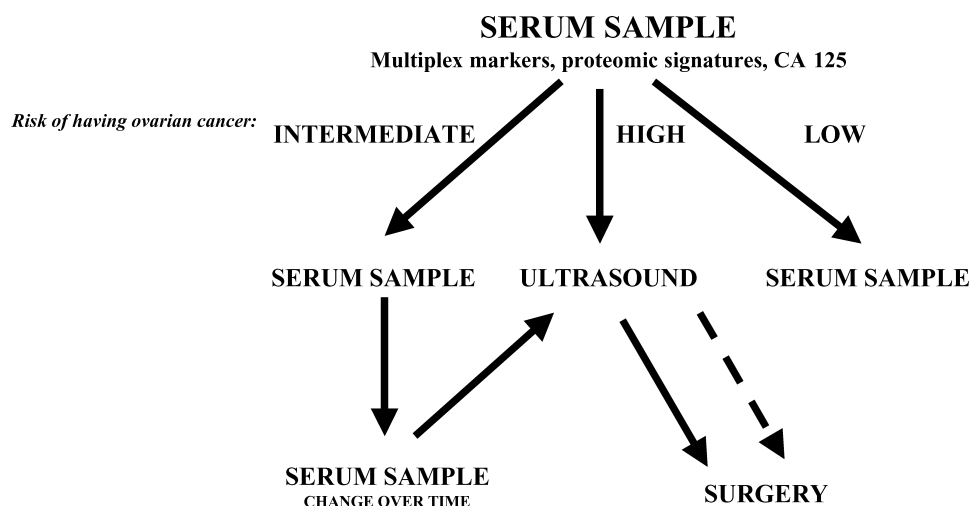 SERUM SAMPLE
Multiplex markers, proteomic signatures, CA 125
Risk of having ovarian cancer:
INTERMEDIATE
HIGH
LOW
SERUM SAMPLE
ULTRASOUND
SERUM SAMPLE
SERUM SAMPLE
CHANGE OVER TIME
SURGERY